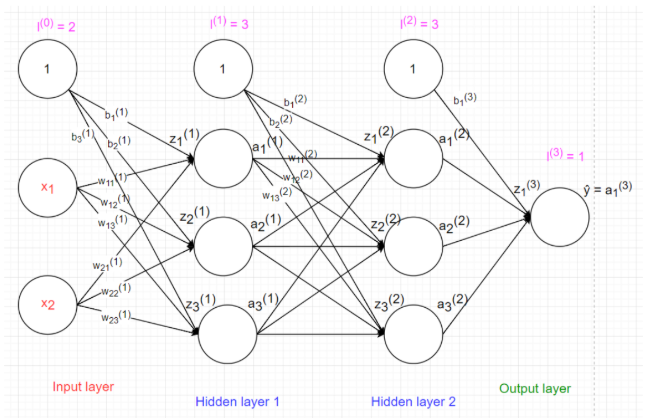 l⁽⁰⁾ = 2
l⁽¹⁾ = 3
l⁽²⁾ = 3
l⁽³⁾ = 1
1
1
1
b₁⁽¹⁾
b₂⁽¹⁾
b₃⁽¹⁾
b₁⁽²⁾
b₂⁽²⁾
b₁⁽³⁾
x₁
x₂
w₁₁⁽¹⁾
w₁₂⁽¹⁾
w₁₃⁽¹⁾
w₂₁⁽¹⁾
w₂₂⁽¹⁾
w₂₃⁽¹⁾
z₁⁽¹⁾
a₁⁽¹⁾
z₂⁽¹⁾
a₂⁽¹⁾
z₃⁽¹⁾
a₃⁽¹⁾
w₁₁⁽²⁾
w₁₂⁽²⁾
w₁₃⁽²⁾
z₁⁽²⁾
a₁⁽²⁾
z₂⁽²⁾
a₂⁽²⁾
z₃⁽²⁾
a₃⁽²⁾
z₁⁽³⁾
ŷ = a₁⁽³⁾
Input layer
Hidden layer 1
Hidden layer 2
Output layer